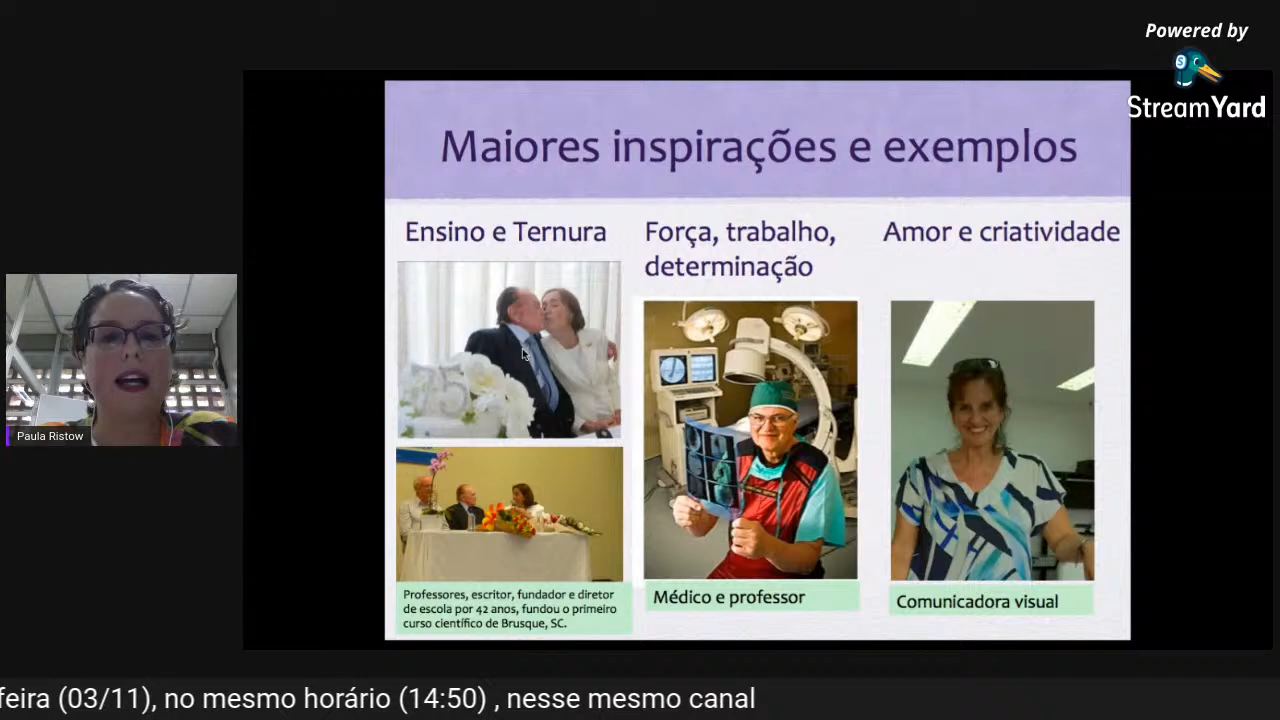 Powered by
StreamYard
Maiores inspirações e exemplos
Ensino e Ternura
Força, trabalho,
determinação
Amor e criatividade
Paula Ristow
Professores, escritor, fundador e diretor
de escola por 42 anos, fundou o primeiro
curso científico de Brusque, SC.
Médico e professor
Comunicadora visual
feira (03/11), no mesmo horário (14:50) , nesse mesmo canal